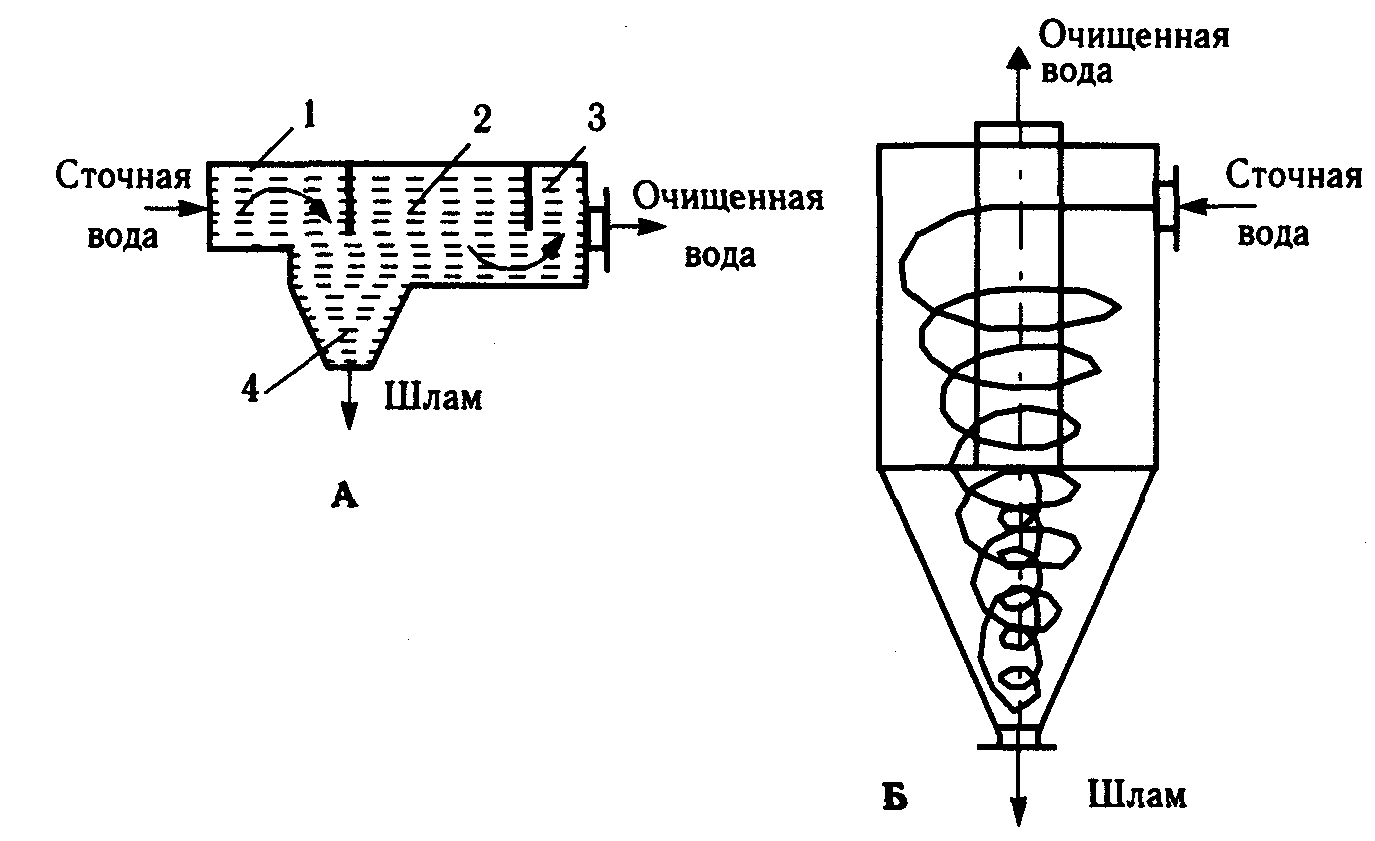 1
2
3
Сточная
вода
Очищенная
вода
4
Шлам
А
Очищенная
вода
Сточная
вода
Б
Шлам